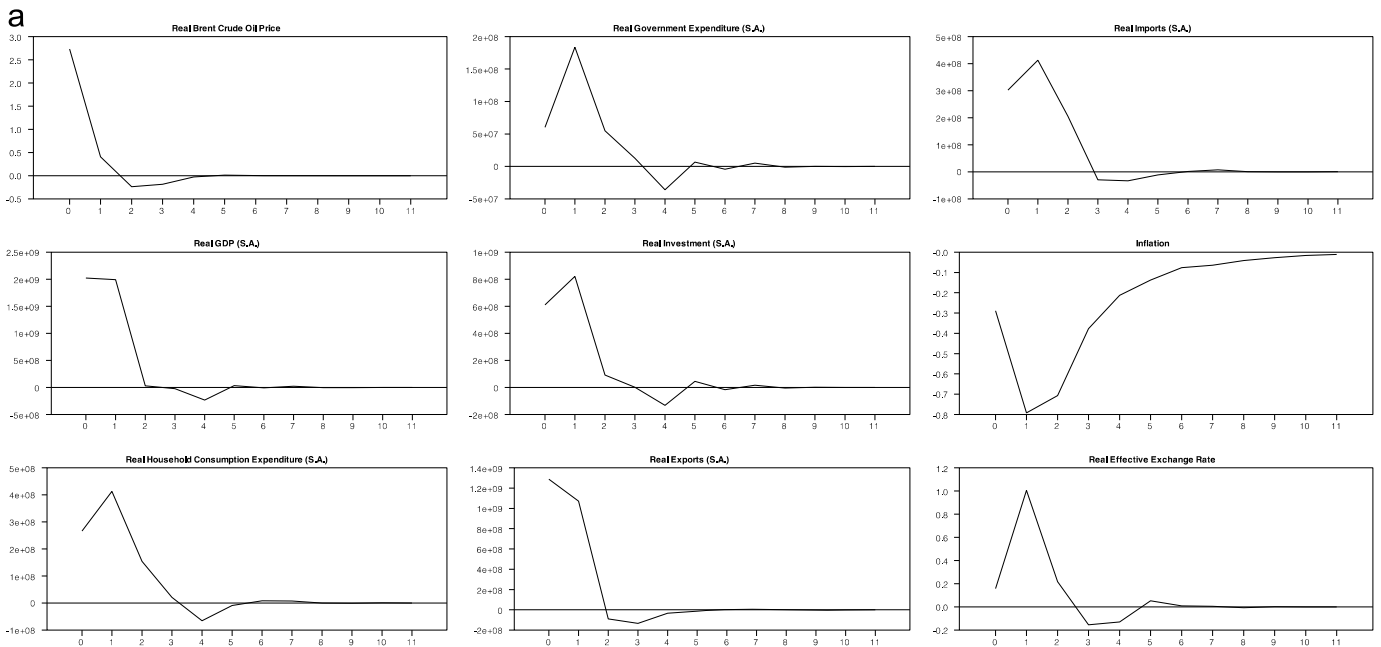 a
Real Brent Crude Oil Price
3.0
2.5
2.0
1.5
1.0
0.5
0.0
-0.5
0 1 2 3 4 5 6 7 8 9 10 11
Real Government Expenditure (S.A.)
2e+08
1.5e+08
1e+08
5e+07
0
-5e+07
0 1 2 3 4 5 6 7 8 9 10 11
Real Imports (S.A.)
5e+08
4e+08
3e+08
2e+08
1e+08
0
-1e+08
0 1 2 3 4 5 6 7 8 9 10 11
Real GDP (S.A.)
2.5e+09
2e+09
1.5e+09
1e+09
5e+08
0
-5e+08
0 1 2 3 4 5 6 7 8 9 10 11
Real Investment (S.A.)
1e+09
8e+08
6e+08
4e+08
2e+08
0
-2e+08
0 1 2 3 4 5 6 7 8 9 10 11
Inflation
-0.0
-0.1
-0.2
-0.3
-0.4
-0.5
-0.6
-0.7
-0.8
0 1 2 3 4 5 6 7 8 9 10 11
Real Household Consumption Expenditure (S.A.)
5e+08
4e+08
3e+08
2e+08
1e+08
0
-1e+08
0 1 2 3 4 5 6 7 8 9 10 11
Real Exports (S.A.)
1.4e+09
1.2e+09
1e+09
8e+08
6e+08
4e+08
2e+08
0
-2e+08
0 1 2 3 4 5 6 7 8 9 10 11
Real Effective Exchange Rate
1.2
1.0
0.8
0.6
0.4
0.2
0.0
-0.2
0 1 2 3 4 5 6 7 8 9 10 11